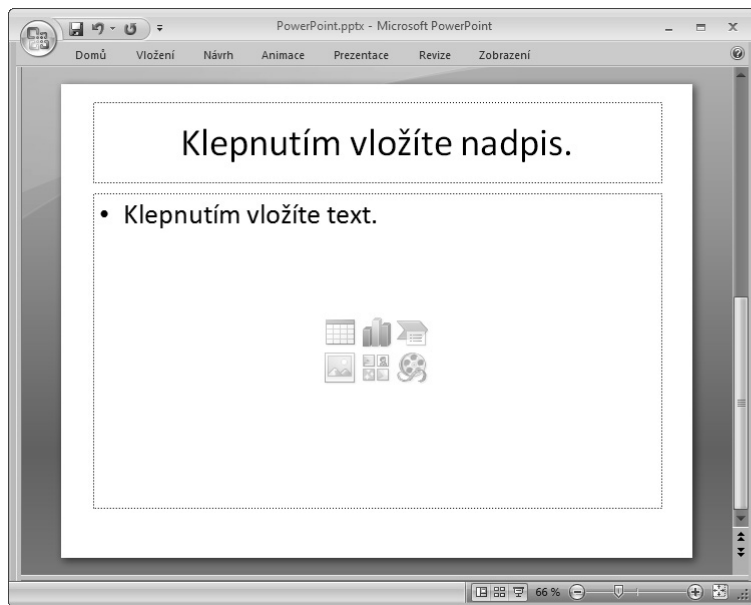 PowerPoint.pptx - Microsoft PowerPoint
Domů Vložení Návrh Animace Prezentace Revize Zobrazení
Klepnutím vložíte nadpis.
• Klepnutím vložíte text.
66 %